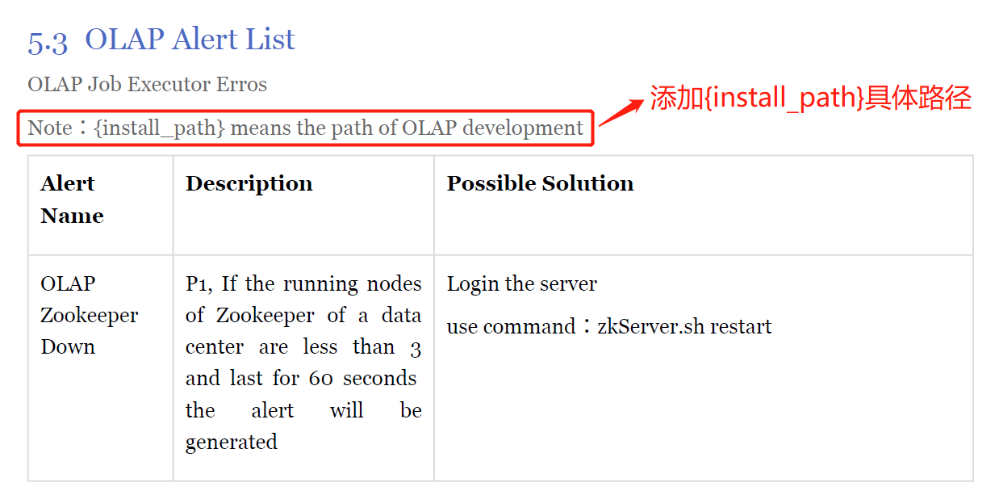 5.3 OLAP Alert List
OLAP Job Executor Erros
Note：{install_path} means the path of OLAP development
添加{install_path}具体路径
Alert
Name
Description
Possible Solution
OLAP
Zookeeper
Down
P1, If the running nodes
of Zookeeper of a data
center are less than 3
and last for 60 seconds
the alert will be
generated
Login the server
use command：zkServer.sh restart